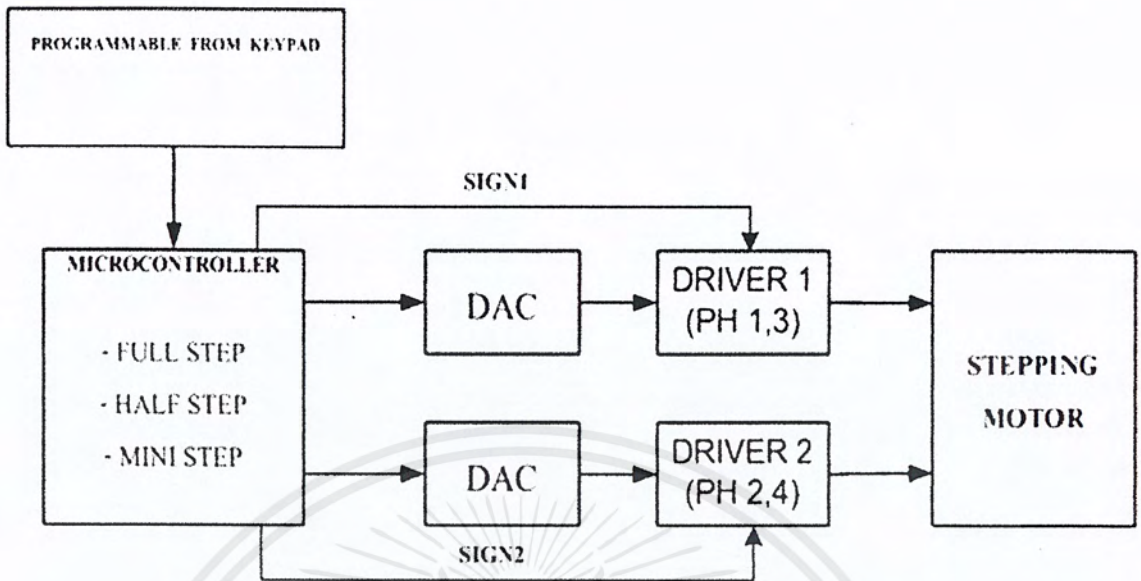 PROGRAMMABLE FROM KEYPAD
SIGN1
MICROCONTROLLER
- FULL STEP
- HALF STEP
- MINI STEP
DAC
DRIVER 1
(PH 1,3)
DAC
DRIVER 2
(PH 2,4)
STEPPING
MOTOR
SIGN2